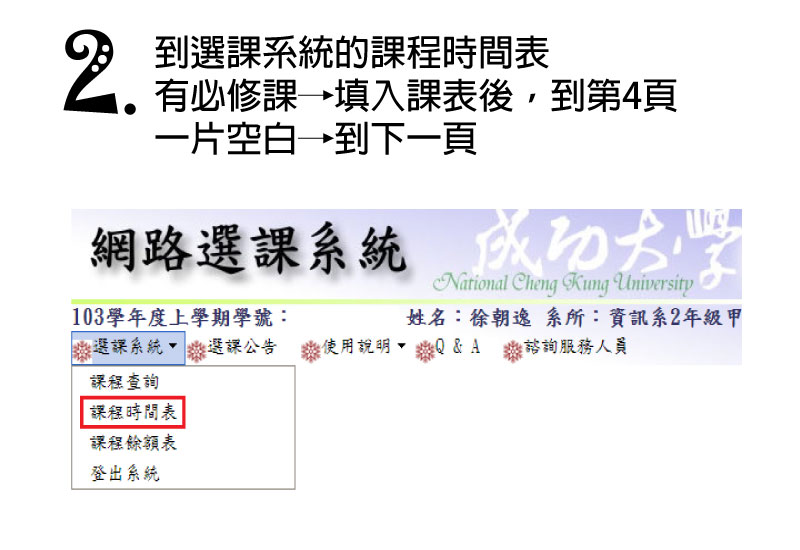 2.
到選課系統的課程時間表
有必修課→填入課表後，到第4頁
一片空白→到下一頁
網路選課系統
成功大學
National Cheng Kung University
103學年度上學期學號： 姓名：徐朝逸 系所：資訊系2年級甲
選課系統▼ 選課公告 使用說明▼ Q & A 諮詢服務人員
課程查詢
課程時間表
課程餘額表
登出系統